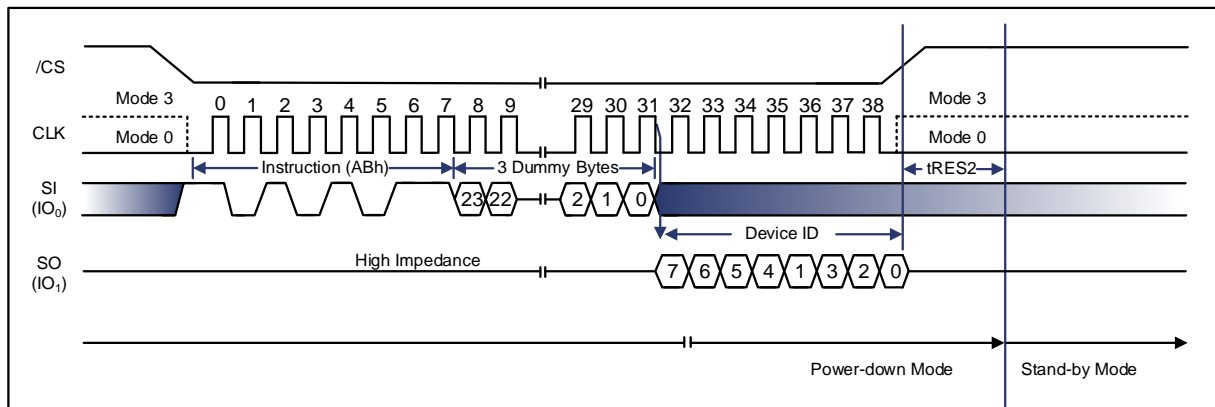 /CS
Mode 3
0 1 2 3 4 5 6 7 8 9 29 30 31 32 33 34 35 36 37 38
Mode 3
CLK
Mode 0
Mode 0
Instruction (ABh)
3 Dummy Bytes
tRES2
SI
(IO0)
23 22 2 1 0
Device ID
High Impedance
SO
(IO1)
7 6 5 4 1 3 2 0
Power-down Mode
Stand-by Mode